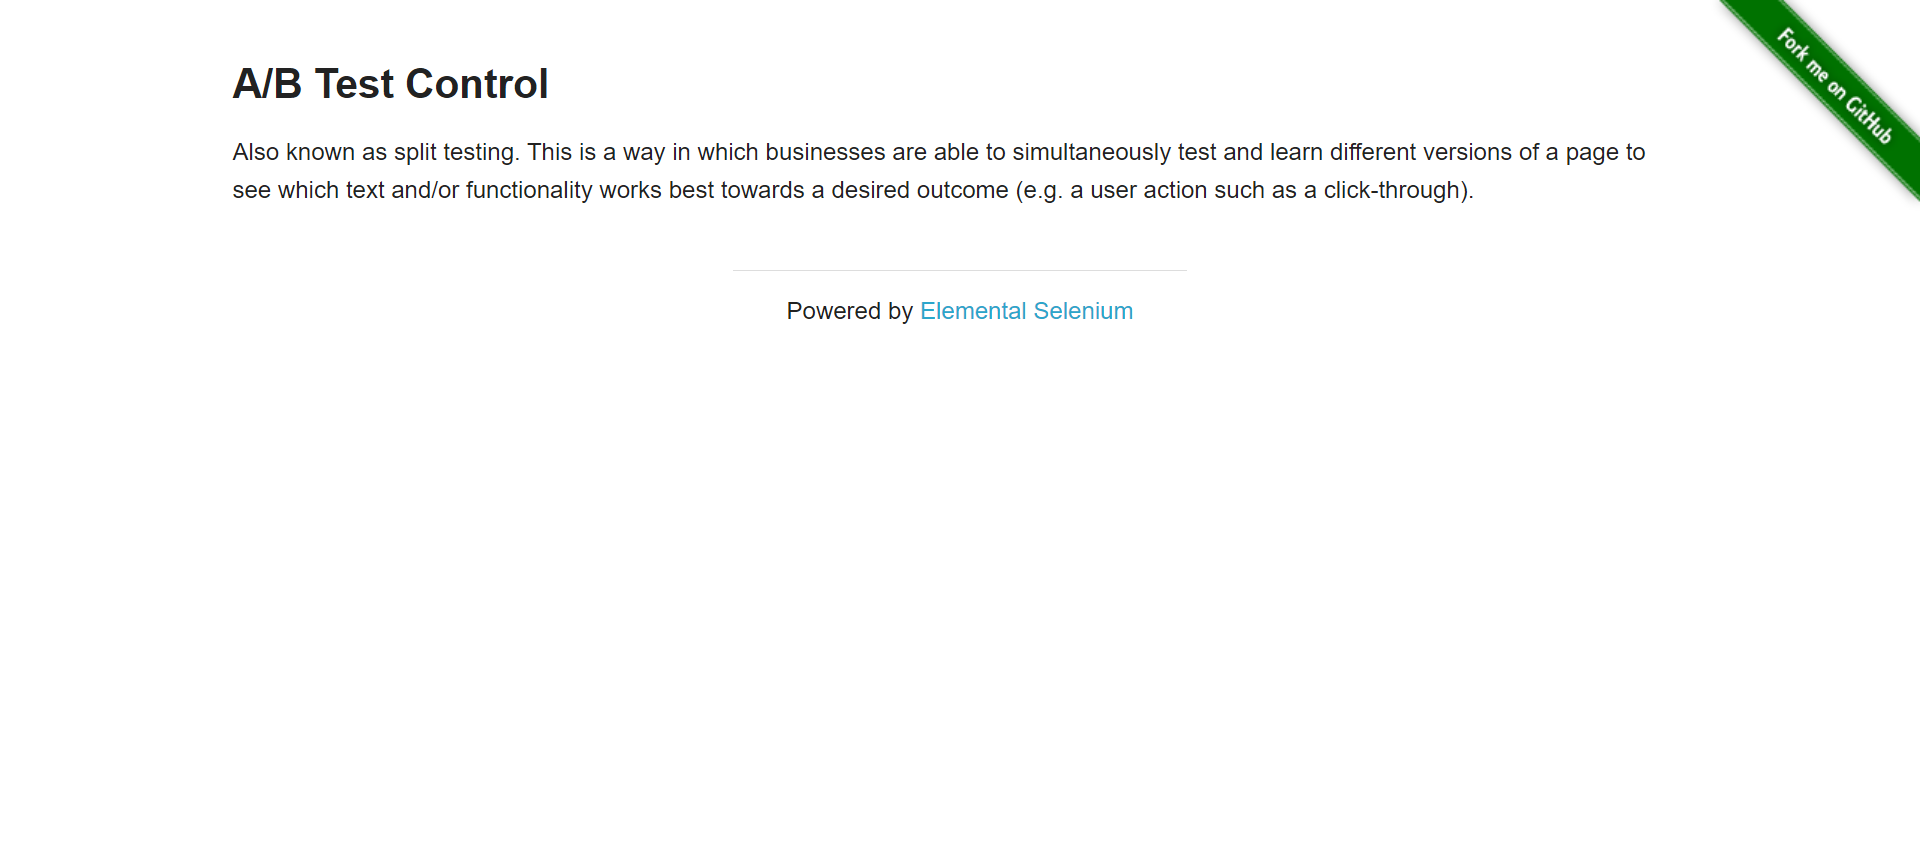 Fork me on GitHub
A/B Test Control
Also known as split testing. This is a way in which businesses are able to simultaneously test and learn different versions of a page to
see which text and/or functionality works best towards a desired outcome (e.g. a user action such as a click-through).
Powered by Elemental Selenium